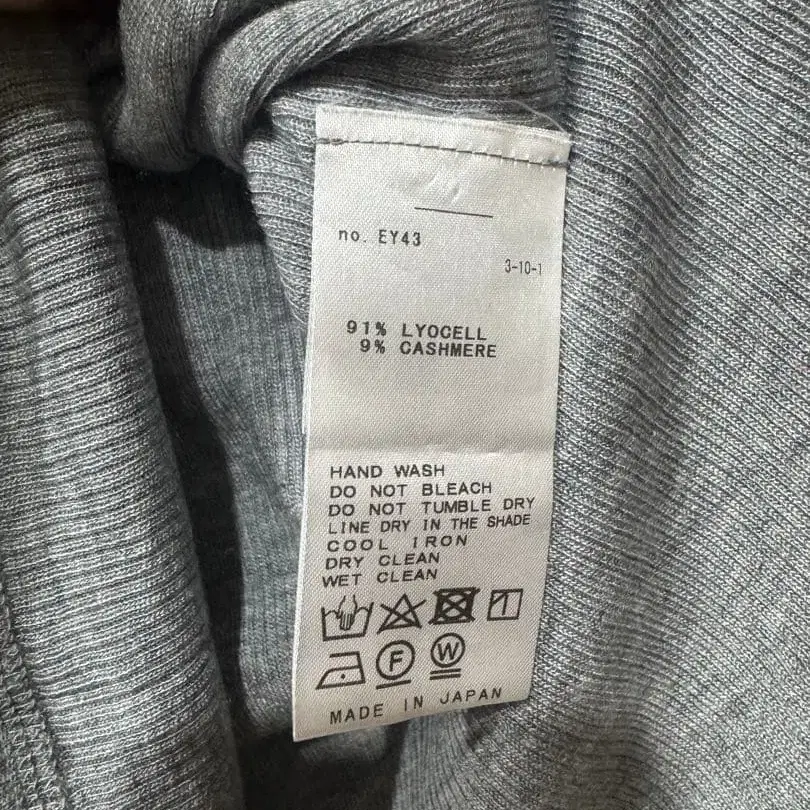 no. EY43
3-10-1
91% LYOCELL
9% CASHMERE
HAND WASH
DO NOT BLEACH
DO NOT TUMBLE DRY
LINE DRY IN THE SHADE
COOL IRON
DRY CLEAN
WET CLEAN
F W
MADE IN JAPAN